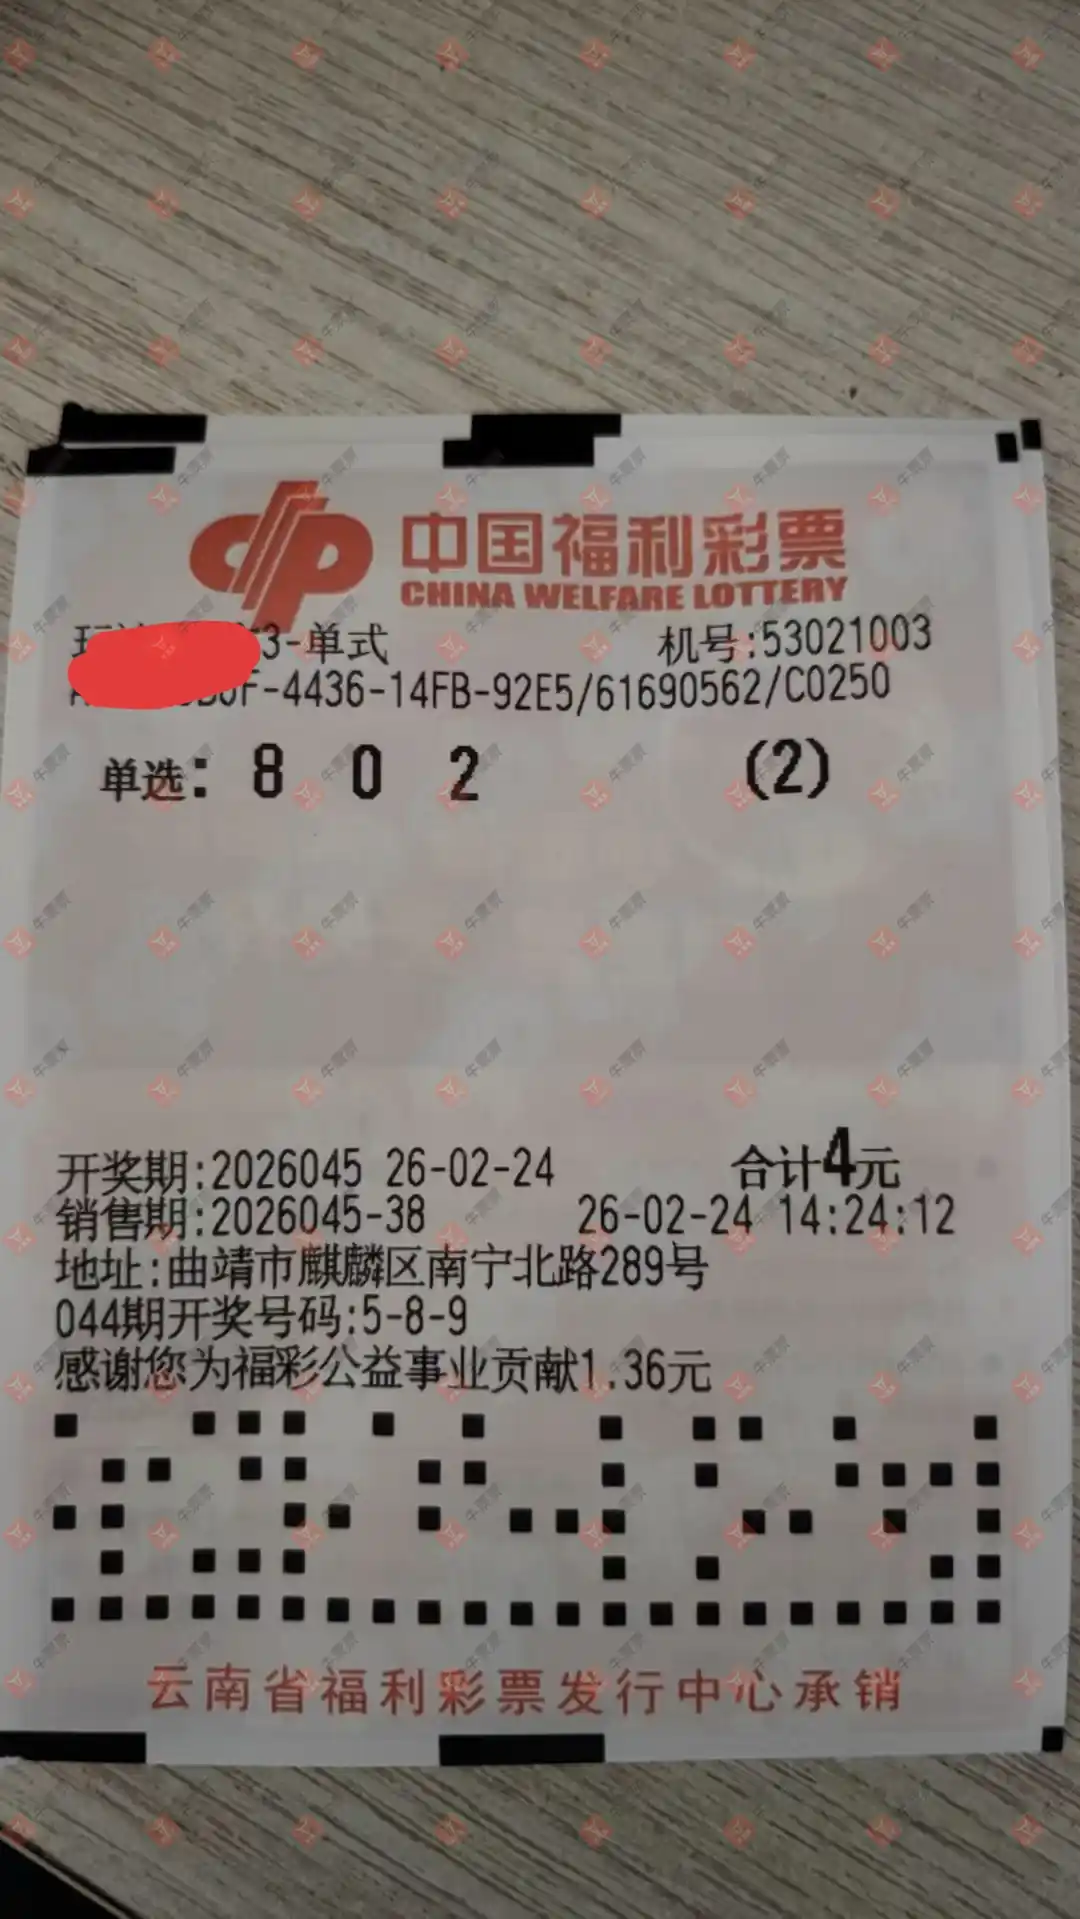 中国福利彩票
CHINA WELFARE LOTTERY
3-单式 机号:53021003
F-4436-14FB-92E5/61690562/C0250
单选: 8 0 2 (2)
开奖期:2026045 26-02-24 合计4元
销售期:2026045-38 26-02-24 14:24:12
地址:曲靖市麒麟区南宁北路289号
044期开奖号码:5-8-9
感谢您为福彩公益事业贡献1.36元
云南省福利彩票发行中心承销